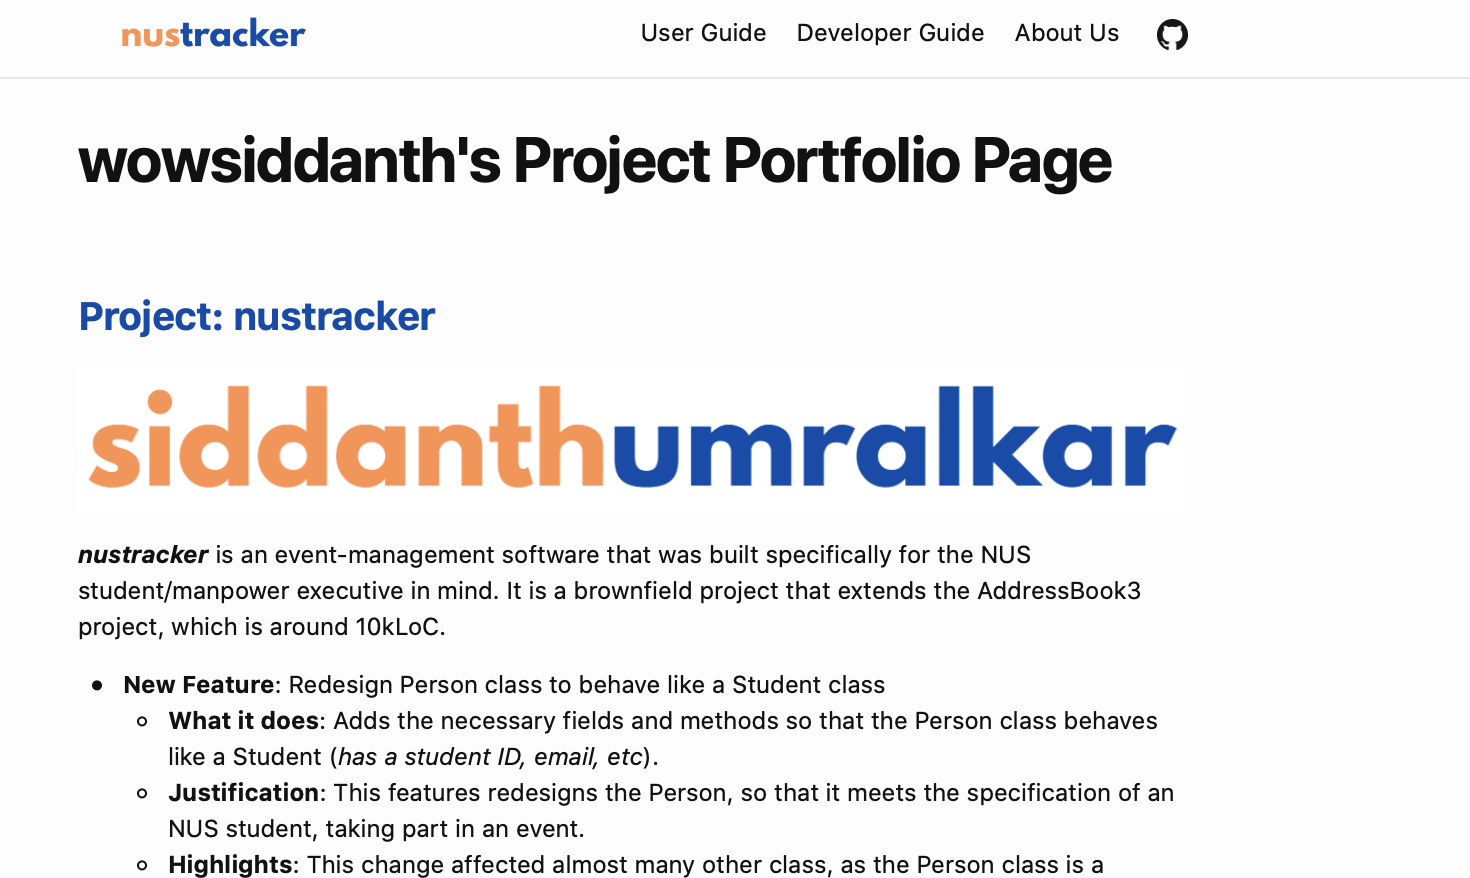 nustracker
User Guide Developer Guide About Us
wowsiddanth's Project Portfolio Page
Project: nustracker
siddanthumralkar
nustracker is an event-management software that was built specifically for the NUS
student/manpower executive in mind. It is a brownfield project that extends the AddressBook3
project, which is around 10kLoC.
New Feature: Redesign Person class to behave like a Student class
What it does: Adds the necessary fields and methods so that the Person class behaves
like a Student (has a student ID, email, etc).
Justification: This features redesigns the Person, so that it meets the specification of an
NUS student, taking part in an event.
Highlights: This change affected almost many other class, as the Person class is a